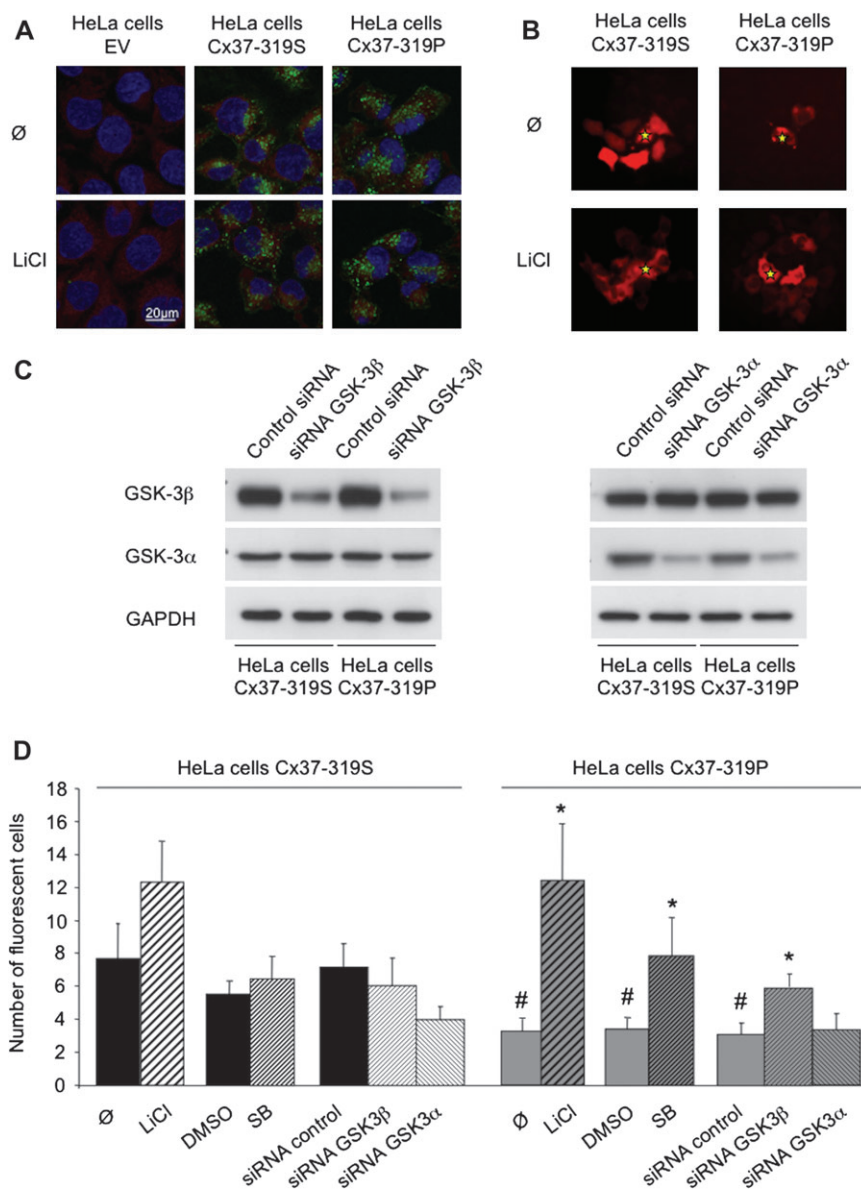 A
HeLa cells
EV
HeLa cells
Cx37-319S
HeLa cells
Cx37-319P
Ø
LiCl
20μm
B
HeLa cells
Cx37-319S
HeLa cells
Cx37-319P
Ø
LiCl
C
Control siRNA
siRNA GSK-3β
Control siRNA
siRNA GSK-3β
Control siRNA
siRNA GSK-3α
Control siRNA
siRNA GSK-3α
GSK-3β
GSK-3α
GAPDH
HeLa cells
Cx37-319S
HeLa cells
Cx37-319P
HeLa cells
Cx37-319S
HeLa cells
Cx37-319P
D
HeLa cells Cx37-319S
HeLa cells Cx37-319P
Number of fluorescent cells
18
16
14
12
10
8
6
4
2
0
#
*
#
*
#
*
Ø
LiCl
DMSO
SB
siRNA control
siRNA GSK3β
siRNA GSK3α
Ø
LiCl
DMSO
SB
siRNA control
siRNA GSK3β
siRNA GSK3α